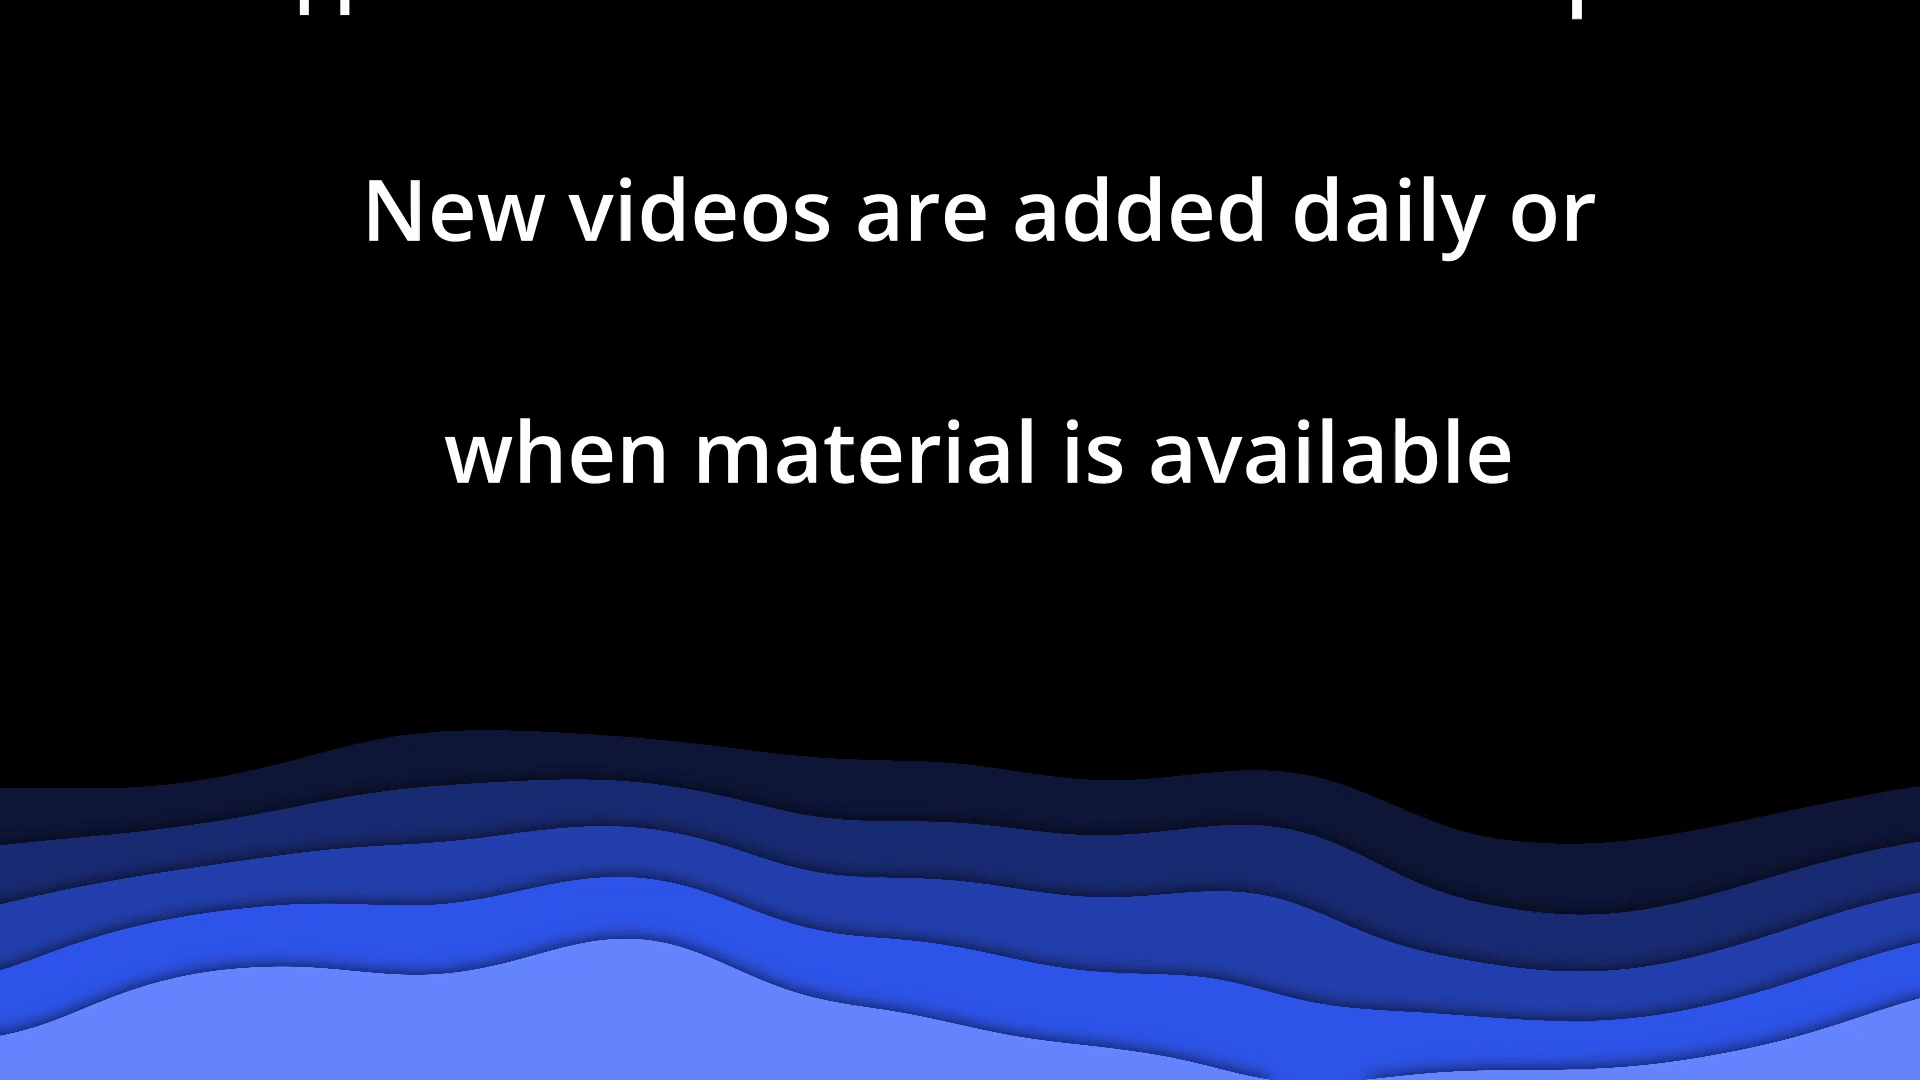 New videos are added daily or
when material is available